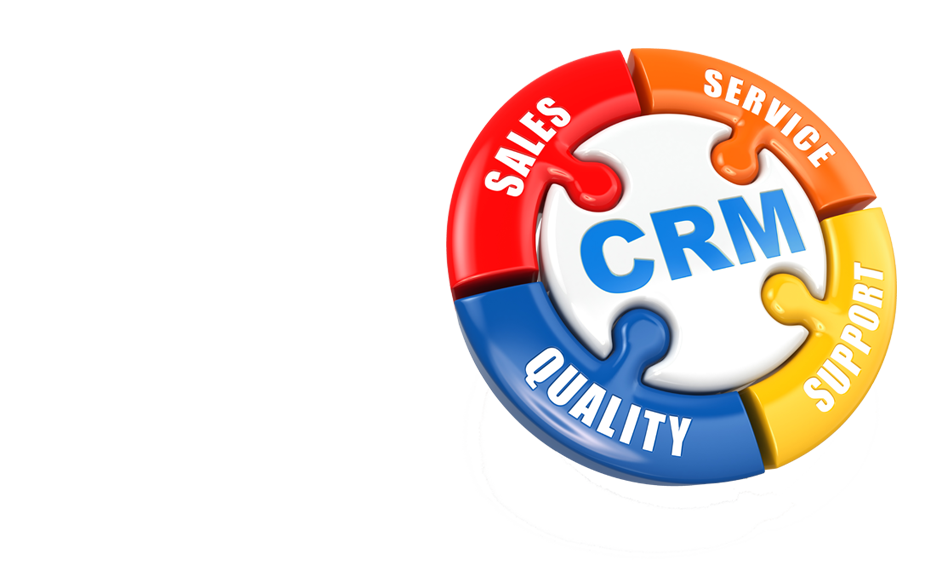 SALES
SERVICE
CRM
SUPPORT
QUALITY